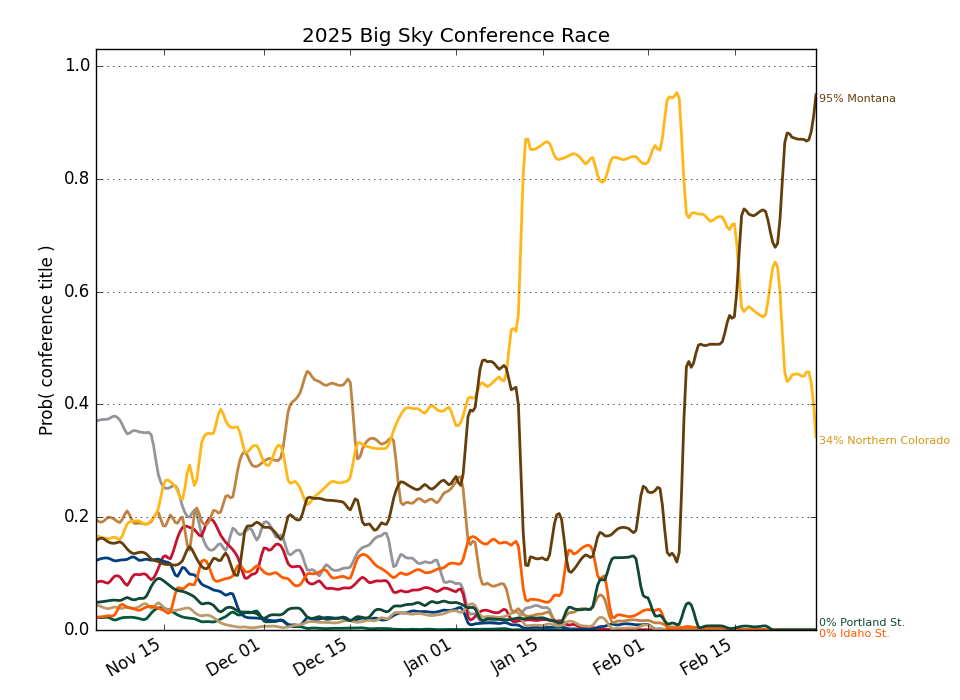 2025 Big Sky Conference Race
Prob( conference title )
1.0
0.8
0.6
0.4
0.2
0.0
Nov 15
Dec 01
Dec 15
Jan 01
Jan 15
Feb 01
Feb 15
95% Montana
34% Northern Colorado
0% Portland St.
0% Idaho St.